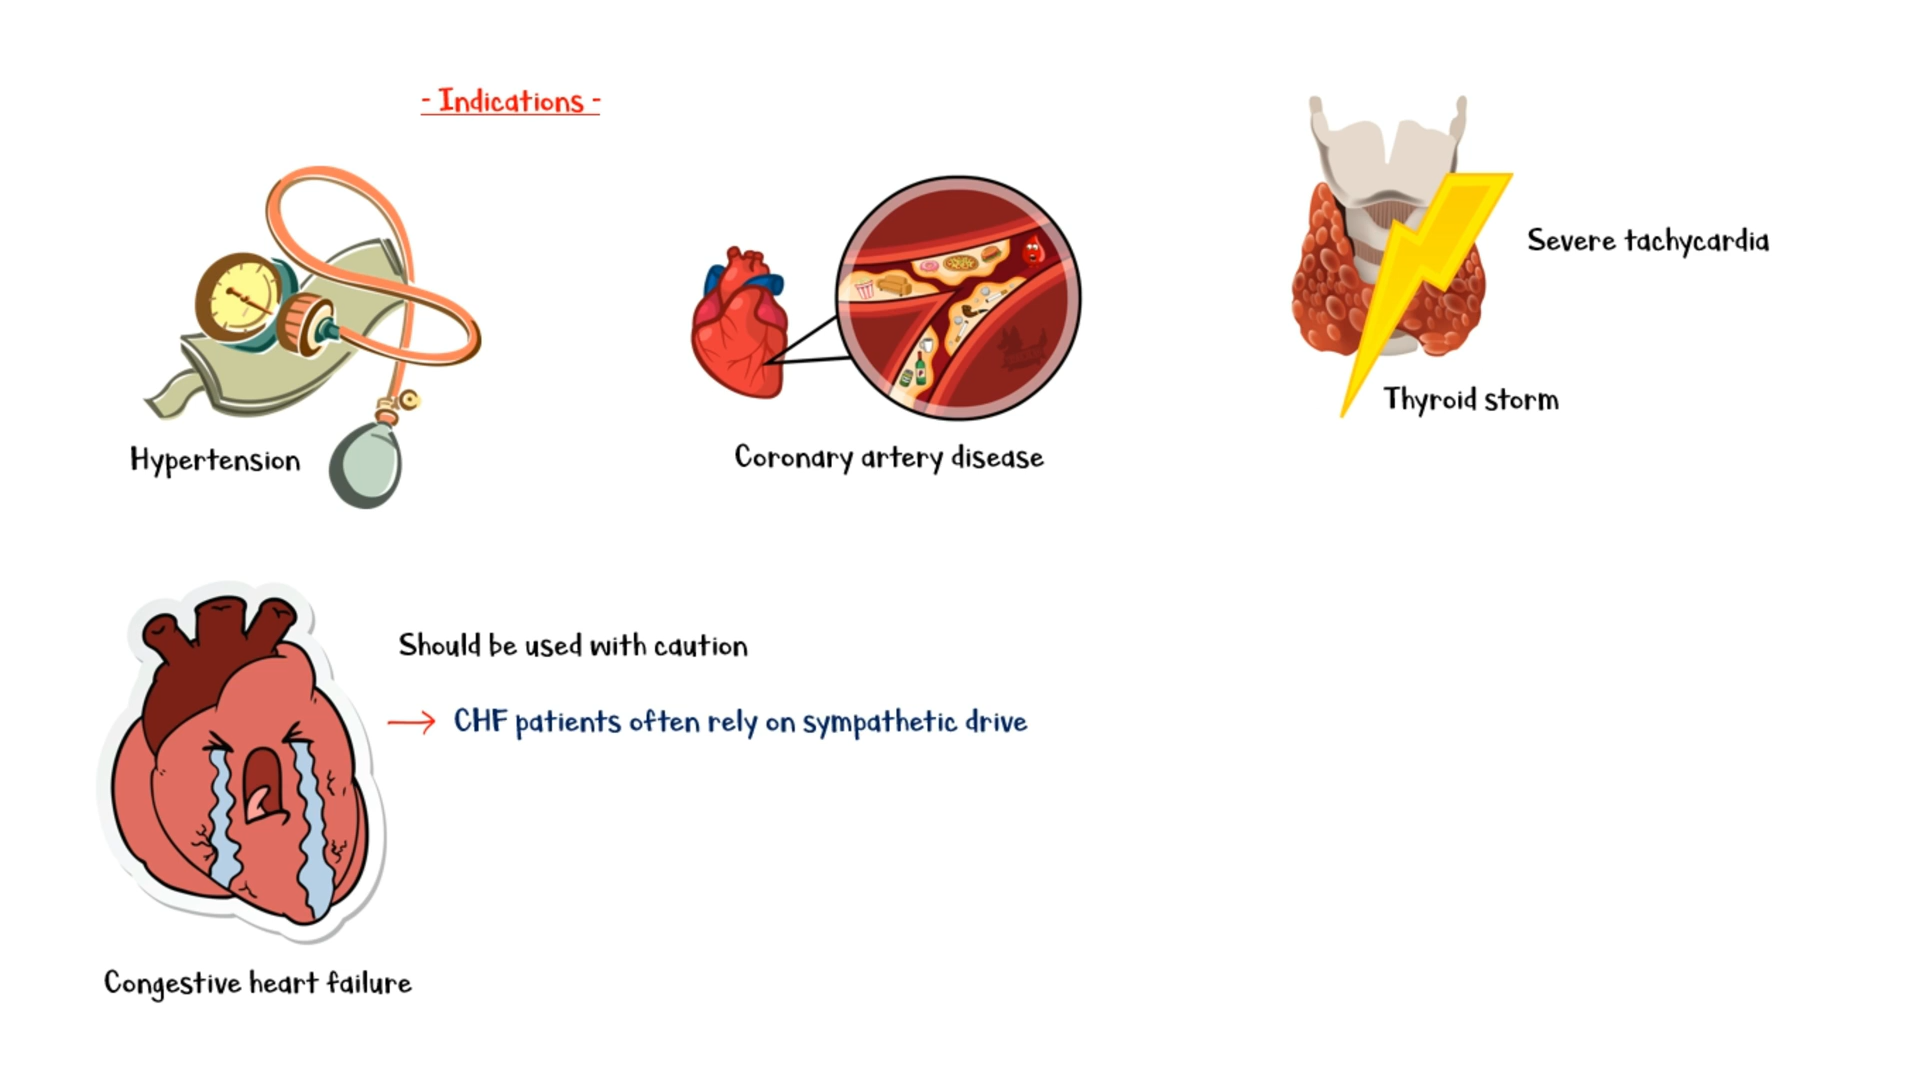 - Indications -
Severe tachycardia
Thyroid storm
Hypertension
Coronary artery disease
Should be used with caution
→ CHF patients often rely on sympathetic drive
Congestive heart failure